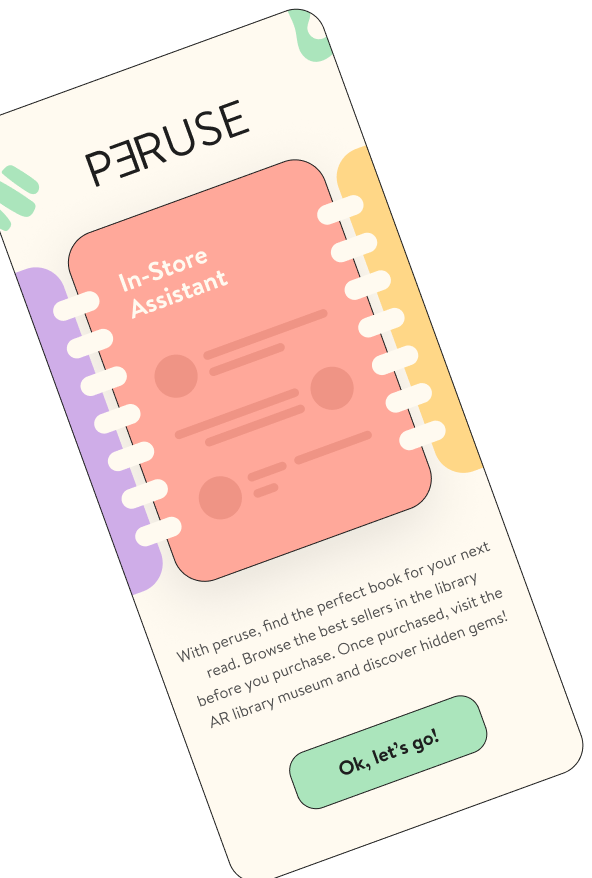 PERUSE
In-Store
Assistant
With peruse, find the perfect book for your next
read. Browse the best sellers in the library
before you purchase. Once purchased, visit the
AR library museum and discover hidden gems!
Ok, let's go!